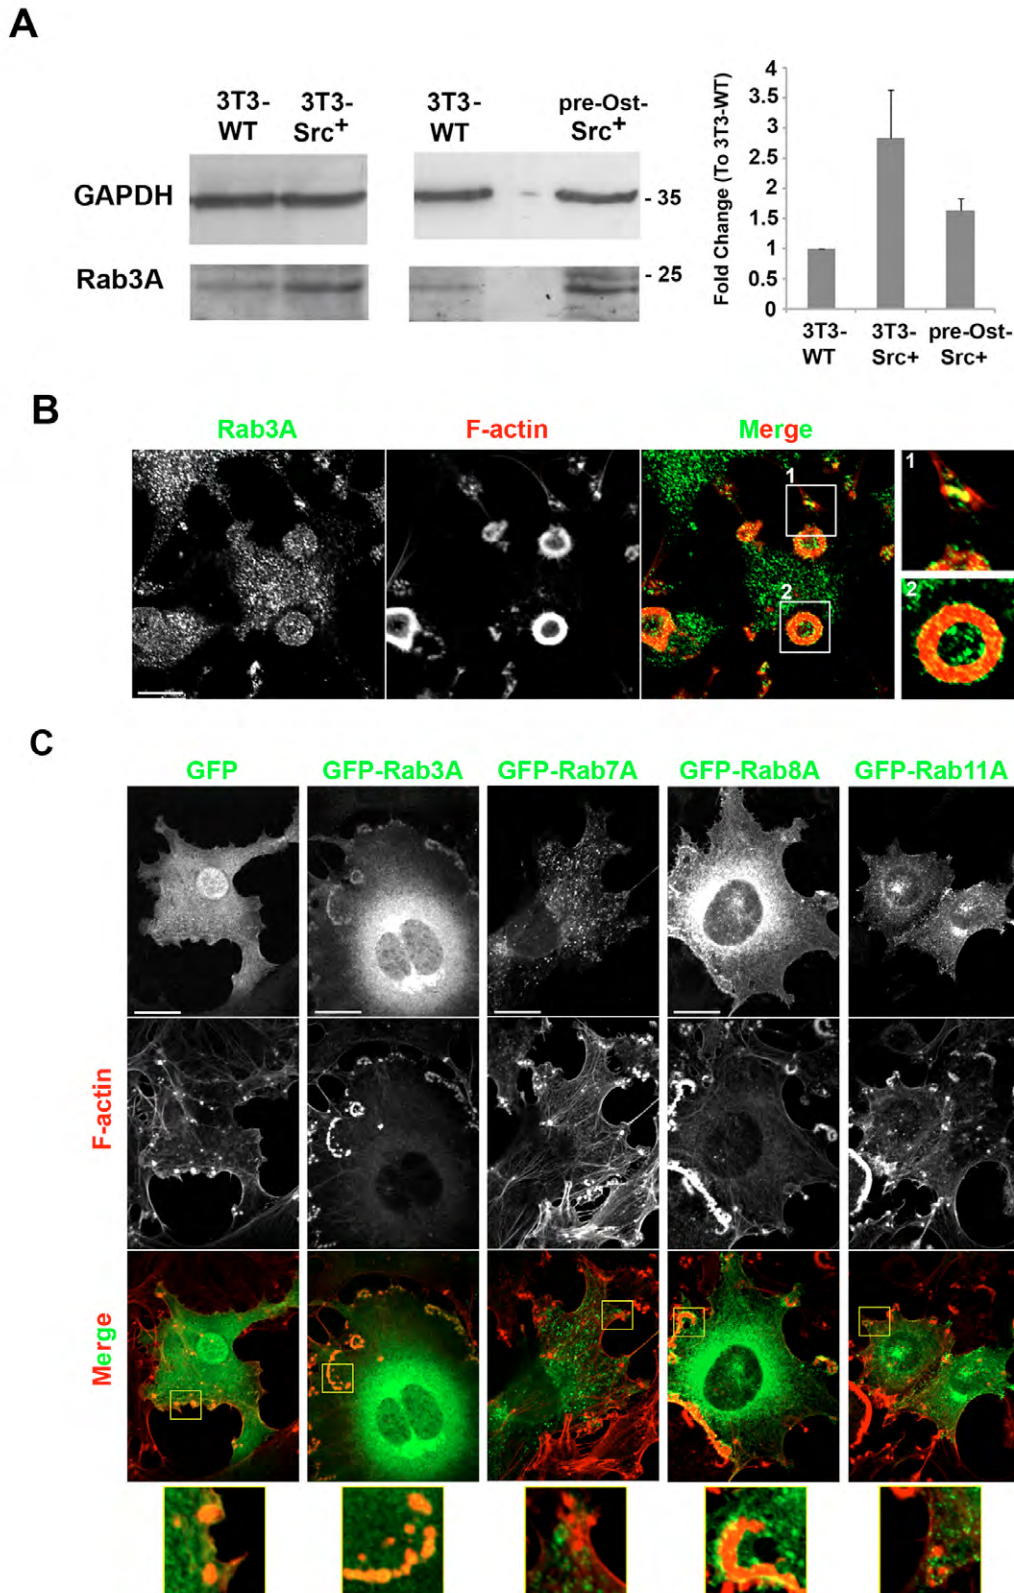 A
3T3-
WT
3T3-
Src+
3T3-
WT
pre-Ost-
Src+
GAPDH
- 35
Rab3A
- 25
Fold Change (To 3T3-WT)
4
3.5
3
2.5
2
1.5
1
0.5
0
3T3-
WT
3T3-
Src+
pre-Ost-
Src+
B
Rab3A
F-actin
Merge
1
2
1
2
C
GFP
GFP-Rab3A
GFP-Rab7A
GFP-Rab8A
GFP-Rab11A
F-actin
Merge